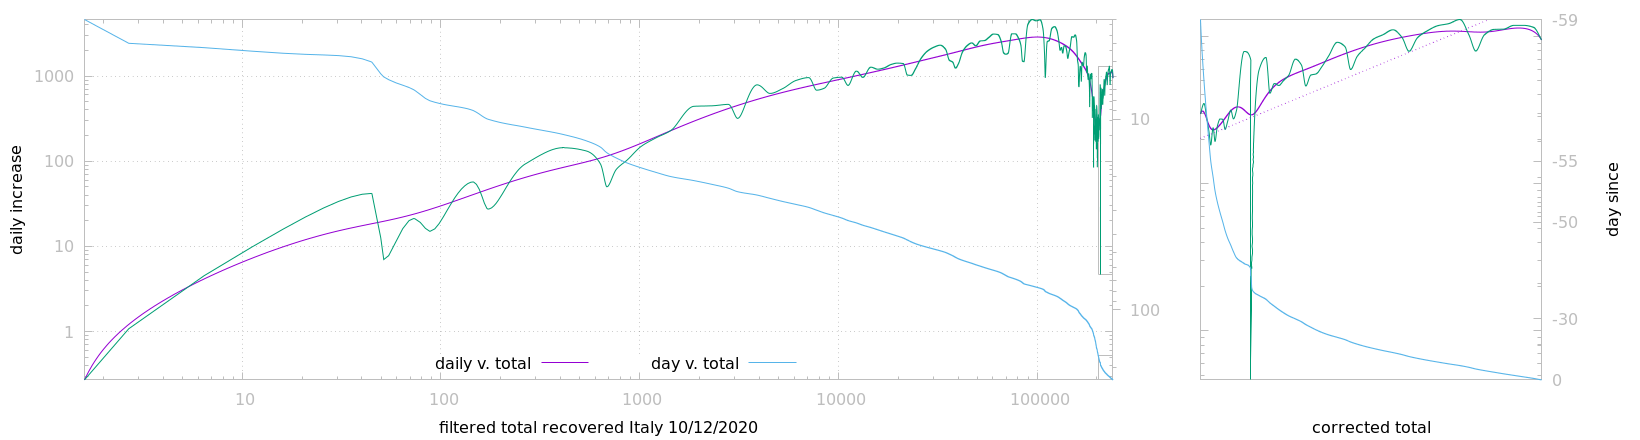 daily increase
1000
100
10
1
10
100
daily v. total
day v. total
10
100
1000
10000
100000
filtered total recovered Italy 10/12/2020
-59
-55
-50
-30
0
day since
corrected total